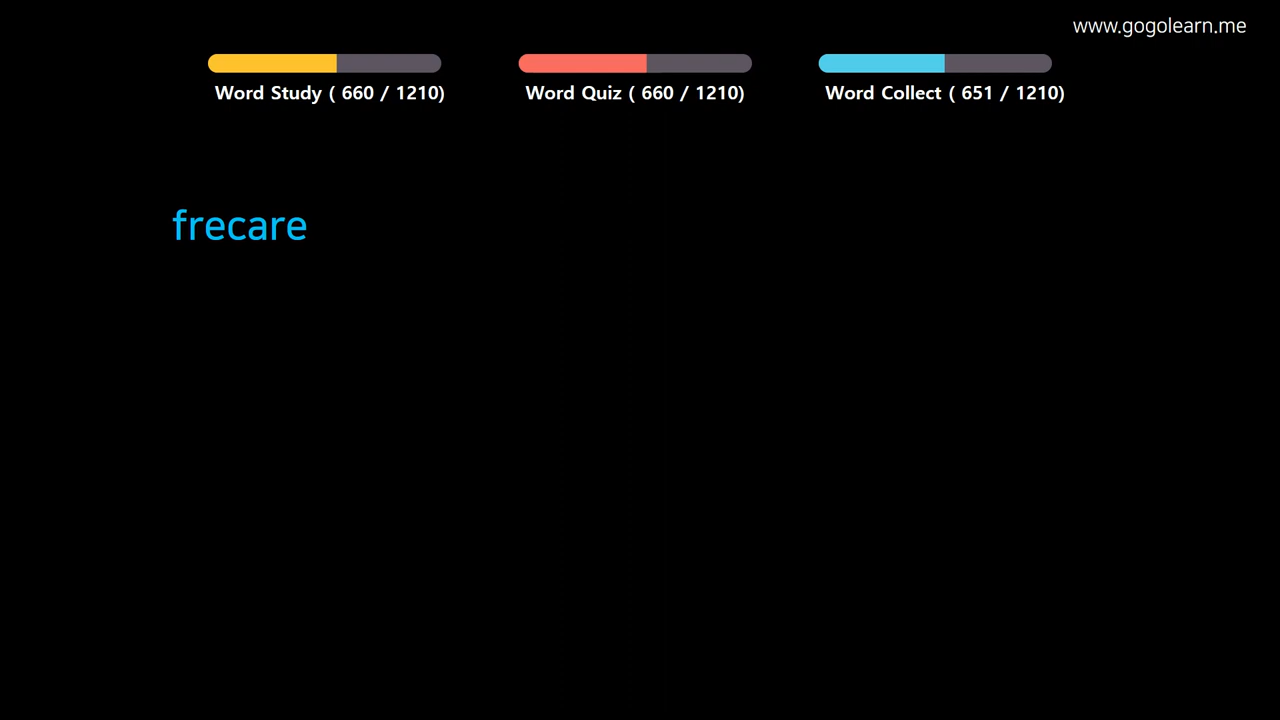 www.gogolearn.me
Word Study ( 660 / 1210)
Word Quiz ( 660 / 1210)
Word Collect ( 651 / 1210)
frecare